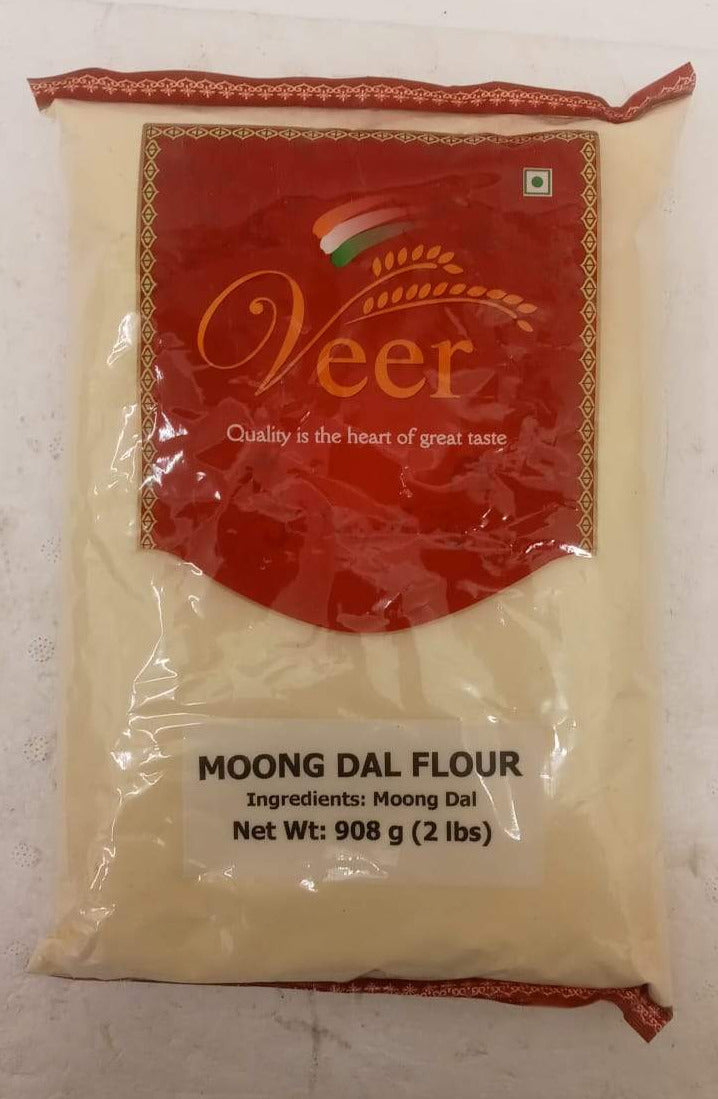 Veer
Quality is the heart of great taste
MOONG DAL FLOUR
Ingredients: Moong Dal
Net Wt: 908 g (2 lbs)